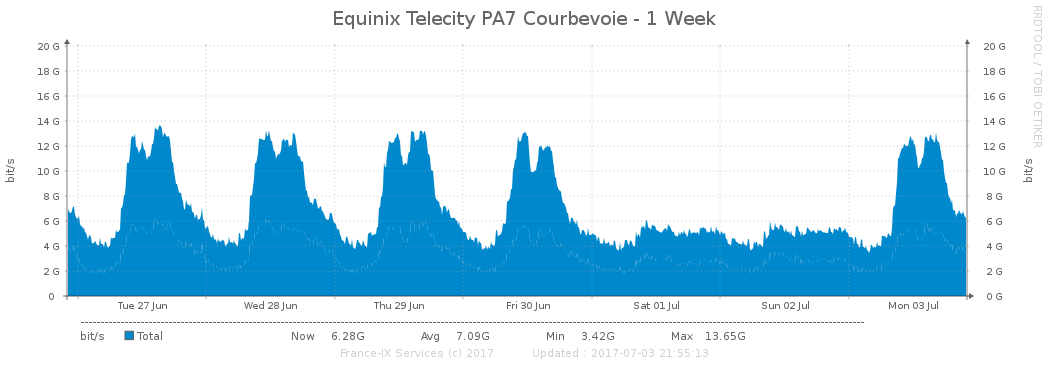 Equinix Telecity PA7 Courbevoie - 1 Week
RRDTOOL / TOBI OETIKER
bit/s
20 G
18 G
16 G
14 G
12 G
10 G
8 G
6 G
4 G
2 G
0
20 G
18 G
16 G
14 G
12 G
10 G
8 G
6 G
4 G
2 G
0 G
bit/s
Tue 27 Jun Wed 28 Jun Thu 29 Jun Fri 30 Jun Sat 01 Jul Sun 02 Jul Mon 03 Jul
bit/s Total Now 6.28G Avg 7.09G Min 3.42G Max 13.65G
France-IX Services (c) 2017 Updated : 2017-07-03 21:55:13